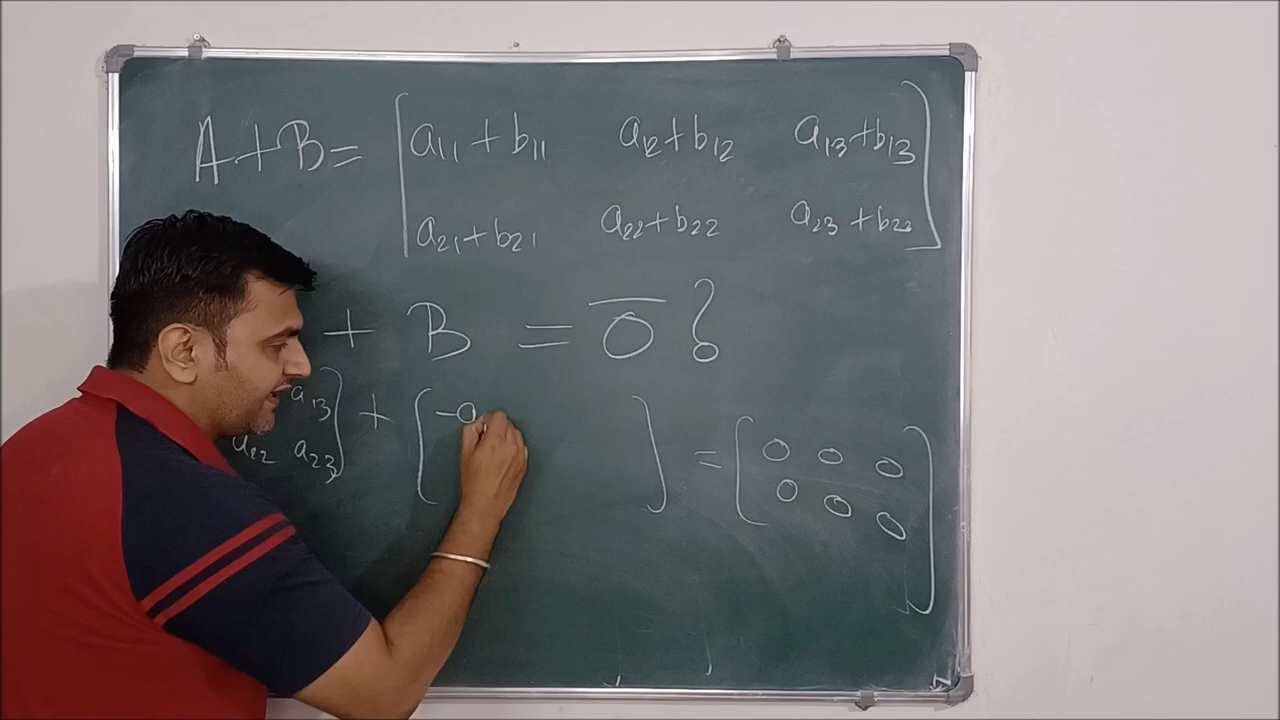 A+B= [ a11+b11 a12+b12 a13+b13
a21+b21 a22+b22 a23+b23 ]
+ B = O ?
a13 ] + [ -a ] = [ 0 0 0
a22 a23 0 0 0 ]